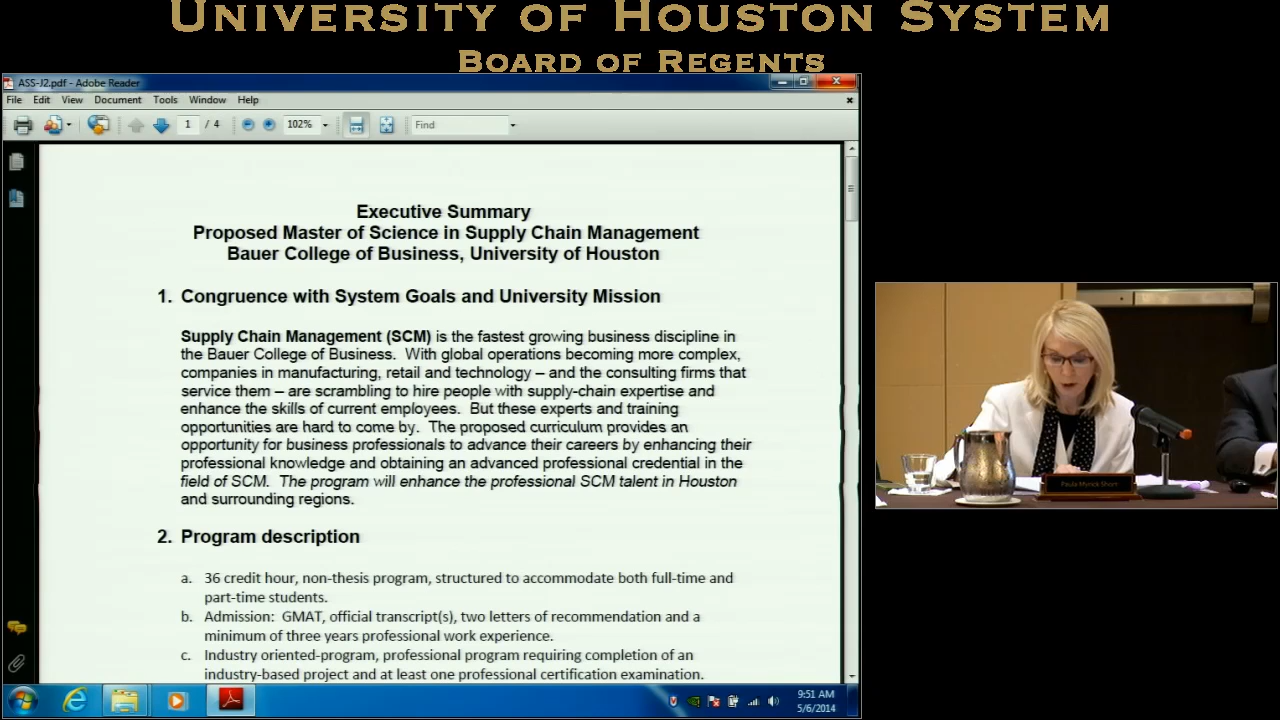 UNIVERSITY OF HOUSTON SYSTEM
BOARD OF REGENTS
ASS-J2.pdf - Adobe Reader
File Edit View Document Tools Window Help
1 / 4 102% Find
Executive Summary
Proposed Master of Science in Supply Chain Management
Bauer College of Business, University of Houston
1. Congruence with System Goals and University Mission
Supply Chain Management (SCM) is the fastest growing business discipline in
the Bauer College of Business. With global operations becoming more complex,
companies in manufacturing, retail and technology – and the consulting firms that
service them – are scrambling to hire people with supply-chain expertise and
enhance the skills of current employees. But these experts and training
opportunities are hard to come by. The proposed curriculum provides an
opportunity for business professionals to advance their careers by enhancing their
professional knowledge and obtaining an advanced professional credential in the
field of SCM. The program will enhance the professional SCM talent in Houston
and surrounding regions.
2. Program description
a. 36 credit hour, non-thesis program, structured to accommodate both full-time and
part-time students.
b. Admission: GMAT, official transcript(s), two letters of recommendation and a
minimum of three years professional work experience.
c. Industry oriented-program, professional program requiring completion of an
industry-based project and at least one professional certification examination.
9:51 AM
5/6/2014
Paula Myrick Short